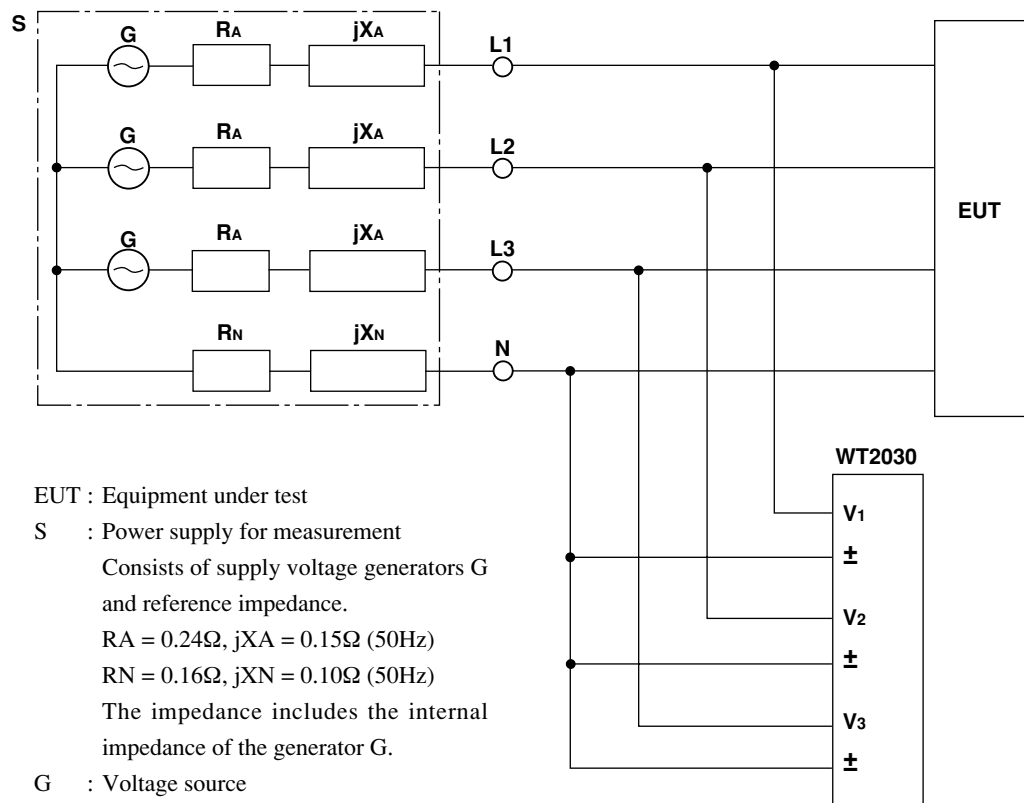 S
G RA jXA L1
G RA jXA L2
EUT
G RA jXA L3
RN jXN N
WT2030
V1
±
V2
±
V3
±
EUT : Equipment under test
S : Power supply for measurement
Consists of supply voltage generators G
and reference impedance.
RA = 0.24Ω, jXA = 0.15Ω (50Hz)
RN = 0.16Ω, jXN = 0.10Ω (50Hz)
The impedance includes the internal
impedance of the generator G.
G : Voltage source